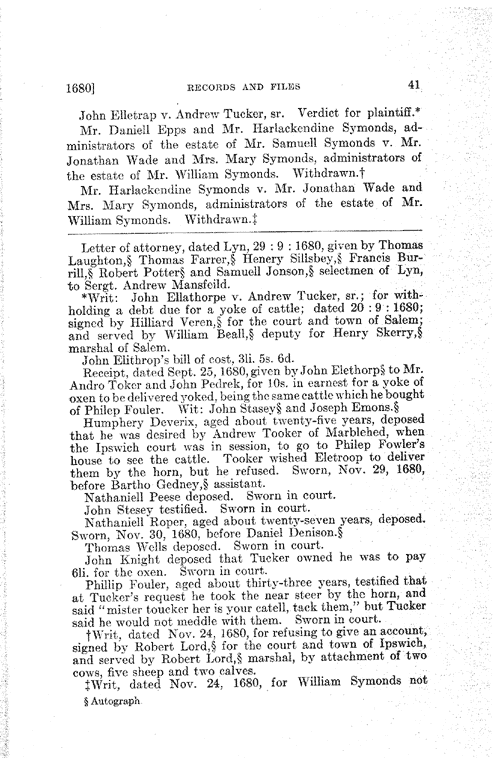 1680] RECORDS AND FILES 41
John Elletrap v. Andrew Tucker, sr. Verdict for plaintiff.*
Mr. Daniell Epps and Mr. Harlackendine Symonds, ad-
ministrators of the estate of Mr. Samuell Symonds v. Mr.
Jonathan Wade and Mrs. Mary Symonds, administrators of
the estate of Mr. William Symonds. Withdrawn.†
Mr. Harlackendine Symonds v. Mr. Jonathan Wade and
Mrs. Mary Symonds, administrators of the estate of Mr.
William Symonds. Withdrawn.‡
Letter of attorney, dated Lyn, 29 : 9 : 1680, given by Thomas
Laughton,§ Thomas Farrer,§ Henery Sillsbey,§ Francis Bur-
rill,§ Robert Potter§ and Samuell Jonson,§ selectmen of Lyn,
to Sergt. Andrew Mansfeild.
*Writ: John Ellathorpe v. Andrew Tucker, sr.; for with-
holding a debt due for a yoke of cattle; dated 20 : 9 : 1680;
signed by Hilliard Veren,§ for the court and town of Salem;
and served by William Beall,§ deputy for Henry Skerry,§
marshal of Salem.
John Elithrop's bill of cost, 3li. 5s. 6d.
Receipt, dated Sept. 25, 1680, given by John Elethorp§ to Mr.
Andro Toker and John Pedrek, for 10s. in earnest for a yoke of
oxen to be delivered yoked, being the same cattle which he bought
of Philep Fouler. Wit: John Stasey§ and Joseph Emons.§
Humphery Deverix, aged about twenty-five years, deposed
that he was desired by Andrew Tooker of Marblehed, when
the Ipswich court was in session, to go to Philep Fowler's
house to see the cattle. Tooker wished Eletroop to deliver
them by the horn, but he refused. Sworn, Nov. 29, 1680,
before Bartho Gedney,§ assistant.
Nathaniell Peese deposed. Sworn in court.
John Stesey testified. Sworn in court.
Nathaniell Roper, aged about twenty-seven years, deposed.
Sworn, Nov. 30, 1680, before Daniel Denison.§
Thomas Wells deposed. Sworn in court.
John Knight deposed that Tucker owned he was to pay
6li. for the oxen. Sworn in court.
Phillip Fouler, aged about thirty-three years, testified that
at Tucker's request he took the near steer by the horn, and
said "mister toucker her is your catell, tack them," but Tucker
said he would not meddle with them. Sworn in court.
†Writ, dated Nov. 24, 1680, for refusing to give an account,
signed by Robert Lord,§ for the court and town of Ipswich,
and served by Robert Lord,§ marshal, by attachment of two
cows, five sheep and two calves.
‡Writ, dated Nov. 24, 1680, for William Symonds not
§ Autograph.